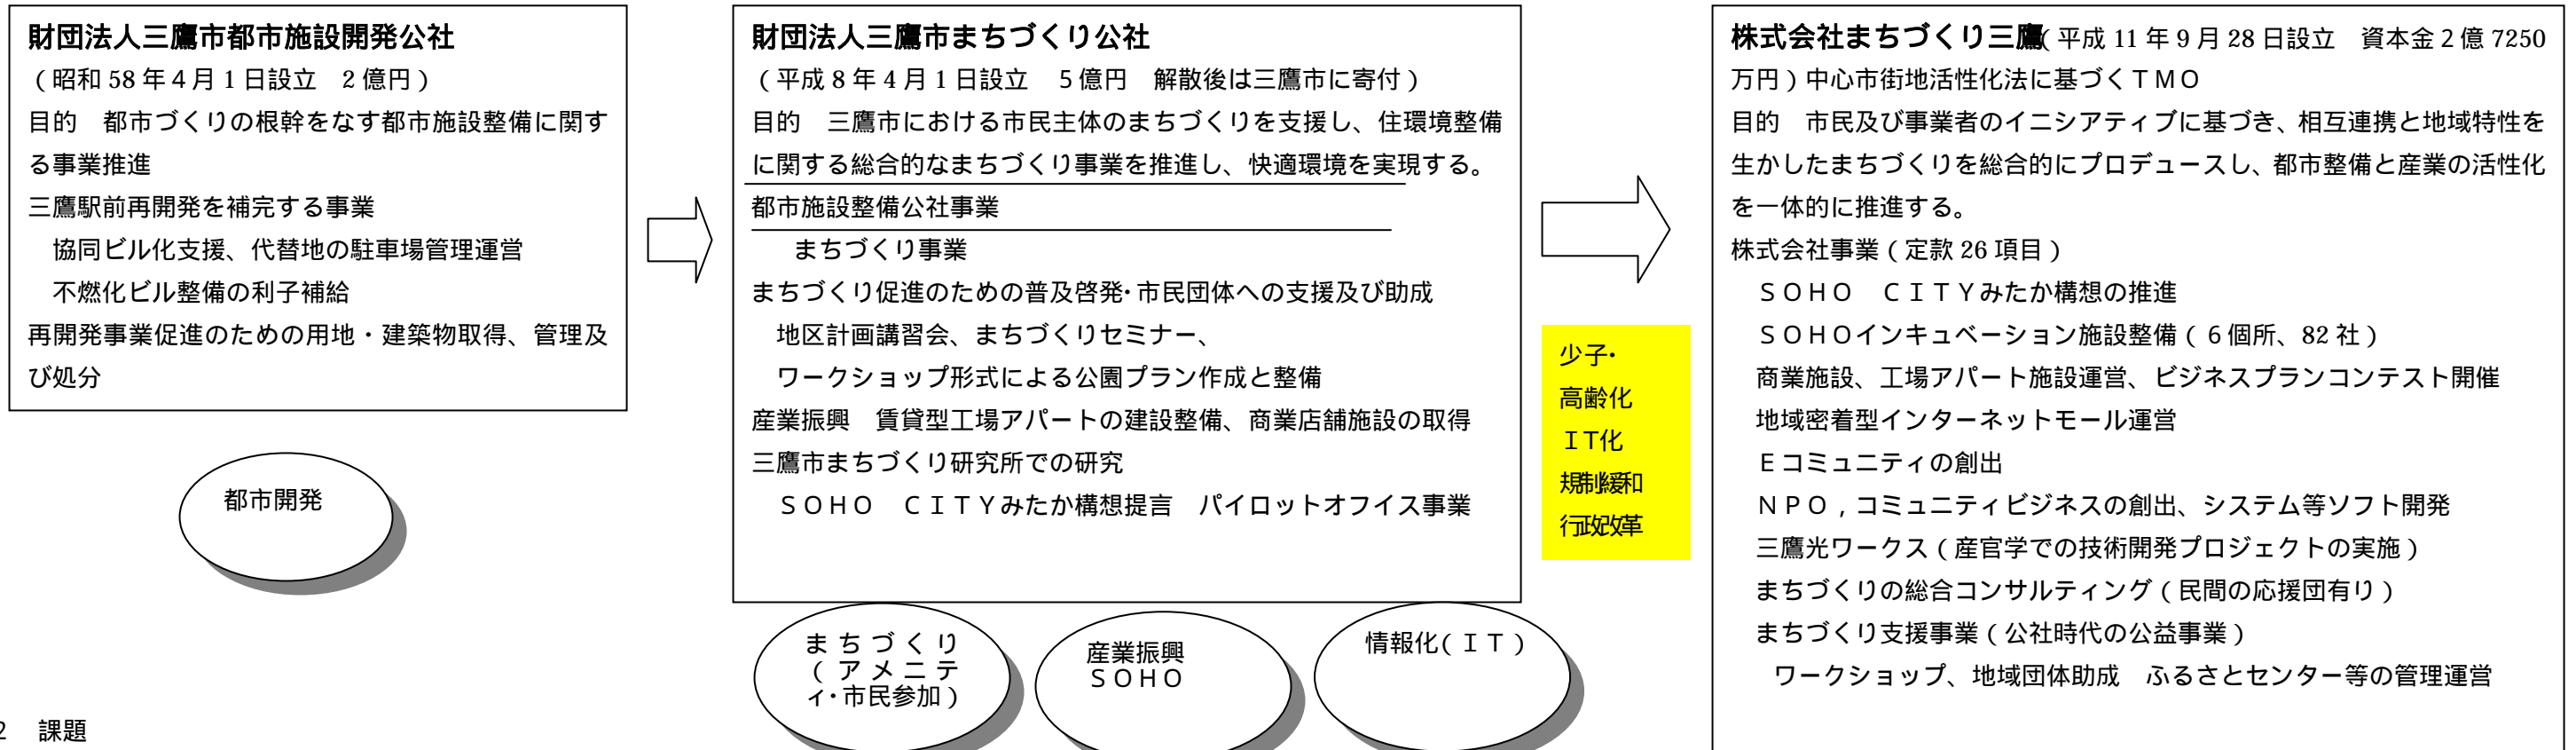 財団法人三鷹市都市施設開発公社
（昭和 58 年４月１日設立　２億円）
目的　都市づくりの根幹をなす都市施設整備に関す
る事業推進
三鷹駅前再開発を補完する事業
協同ビル化支援、代替地の駐車場管理運営
不燃化ビル整備の利子補給
再開発事業促進のための用地・建築物取得、管理及
び処分
都市開発
財団法人三鷹市まちづくり公社
（平成８年４月１日設立　５億円　解散後は三鷹市に寄付）
目的　三鷹市における市民主体のまちづくりを支援し、住環境整備
に関する総合的なまちづくり事業を推進し、快適環境を実現する。
都市施設整備公社事業
まちづくり事業
まちづくり促進のための普及啓発・市民団体への支援及び助成
地区計画講習会、まちづくりセミナー、
ワークショップ形式による公園プラン作成と整備
産業振興　賃貸型工場アパートの建設整備、商業店舗施設の取得
三鷹市まちづくり研究所での研究
ＳＯＨＯ　ＣＩＴＹみたか構想提言　パイロットオフイス事業
まちづくり
（アメニテ
ィ・市民参加）
産業振興
ＳＯＨＯ
情報化(ＩＴ)
少子・
高齢化
ＩＴ化
規制緩和
行政改革
株式会社まちづくり三鷹（平成 11 年９月 28 日設立　資本金２億 7250
万円）中心市街地活性化法に基づくＴＭＯ
目的　市民及び事業者のイニシアティブに基づき、相互連携と地域特性を
生かしたまちづくりを総合的にプロデュースし、都市整備と産業の活性化
を一体的に推進する。
株式会社事業（定款 26 項目）
ＳＯＨＯ　ＣＩＴＹみたか構想の推進
ＳＯＨＯインキュベーション施設整備（６個所、82 社）
商業施設、工場アパート施設運営、ビジネスプランコンテスト開催
地域密着型インターネットモール運営
Ｅコミュニティの創出
ＮＰＯ，コミュニティビジネスの創出、システム等ソフト開発
三鷹光ワークス（産官学での技術開発プロジェクトの実施）
まちづくりの総合コンサルティング（民間の応援団有り）
まちづくり支援事業（公社時代の公益事業）
ワークショップ、地域団体助成　ふるさとセンター等の管理運営
２　課題